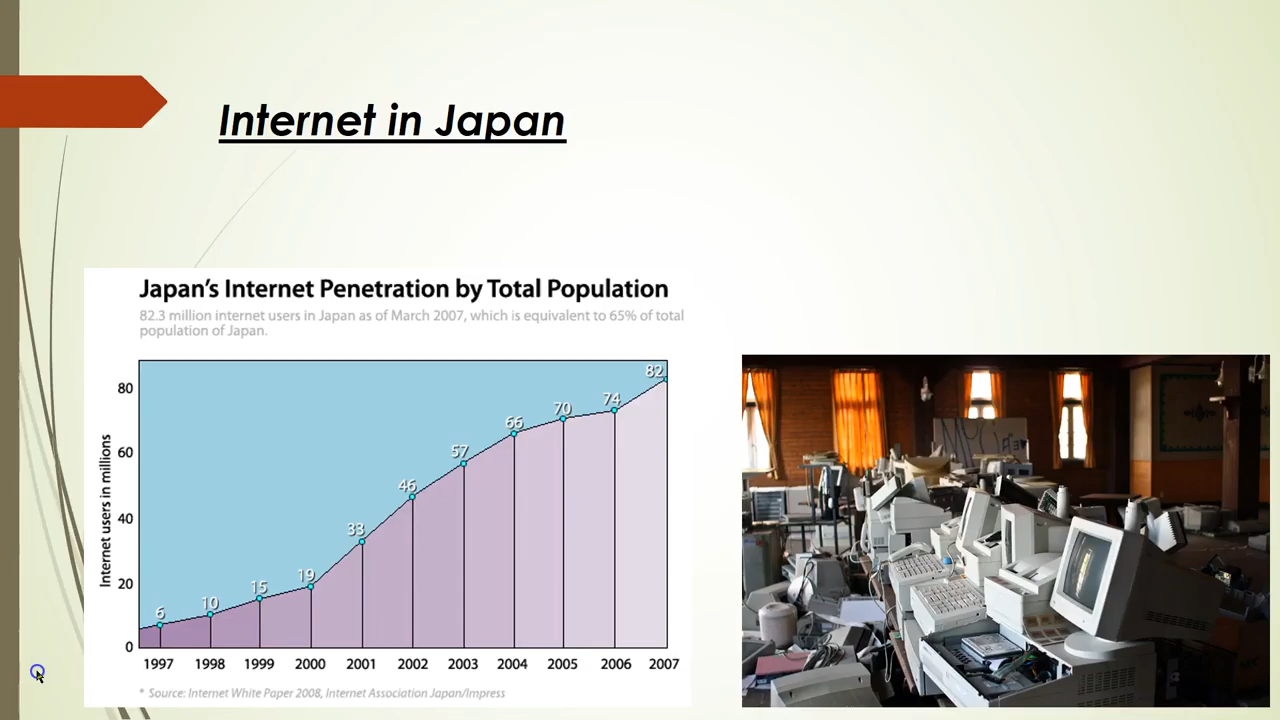 Internet in Japan
Japan's Internet Penetration by Total Population
82.3 million internet users in Japan as of March 2007, which is equivalent to 65% of total
population of Japan.
Internet users in millions
80
60
40
20
0
6
10
15
19
33
46
57
66
70
74
82
1997 1998 1999 2000 2001 2002 2003 2004 2005 2006 2007
* Source: Internet White Paper 2008, Internet Association Japan/Impress